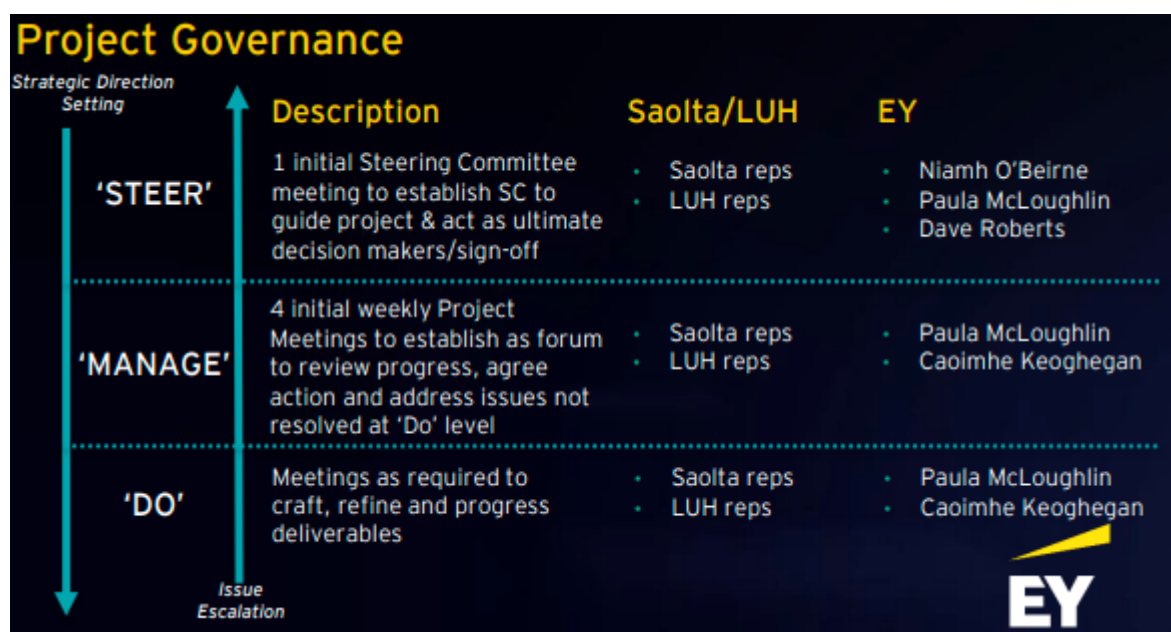 Project Governance
Strategic Direction
Setting
Description
Saolta/LUH
EY
'STEER'
1 initial Steering Committee
meeting to establish SC to
guide project & act as ultimate
decision makers/sign-off
· Saolta reps
· LUH reps
· Niamh O'Beirne
· Paula McLoughlin
· Dave Roberts
'MANAGE'
4 initial weekly Project
Meetings to establish as forum
to review progress, agree
action and address issues not
resolved at 'Do' level
· Saolta reps
· LUH reps
· Paula McLoughlin
· Caoimhe Keoghegan
'DO'
Meetings as required to
craft, refine and progress
deliverables
· Saolta reps
· LUH reps
· Paula McLoughlin
· Caoimhe Keoghegan
Issue
Escalation
EY